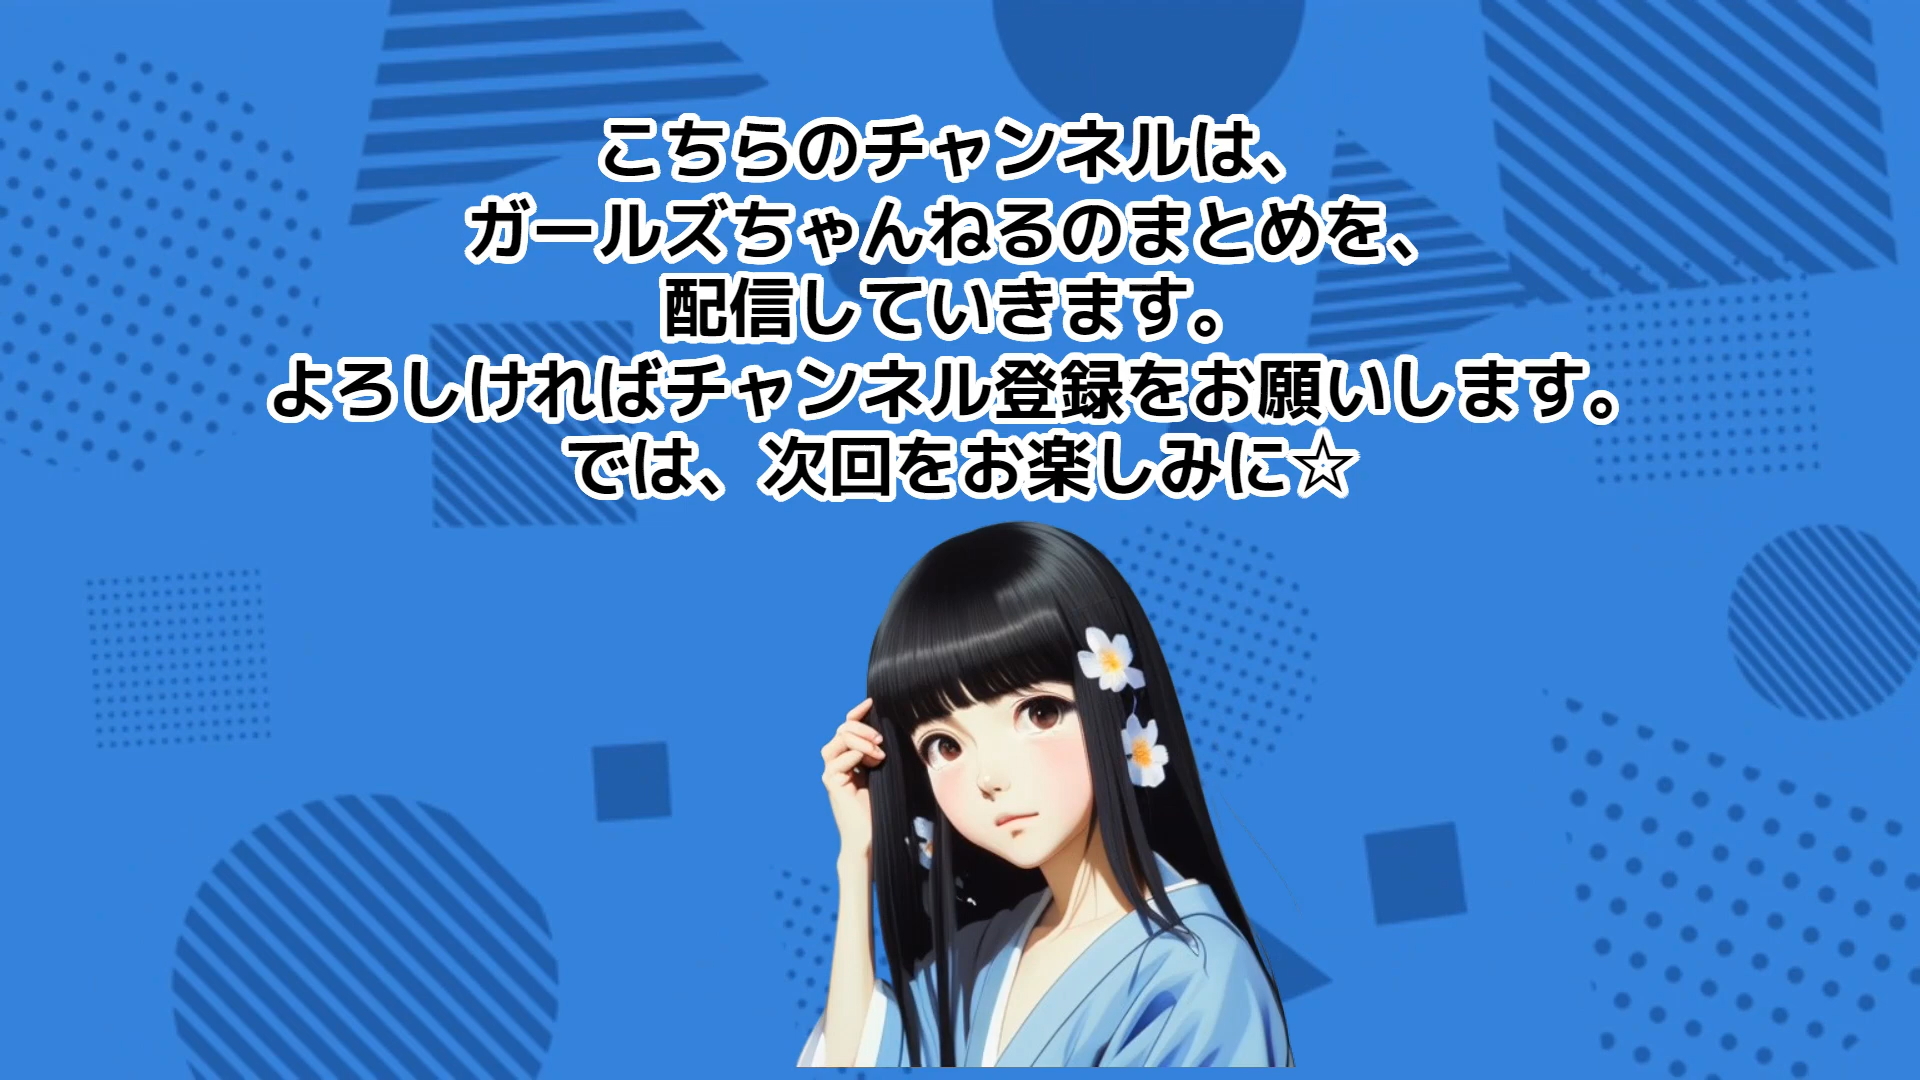 こちらのチャンネルは、
ガールズちゃんねるのまとめを、
配信していきます。
よろしければチャンネル登録をお願いします。
では、次回をお楽しみに☆